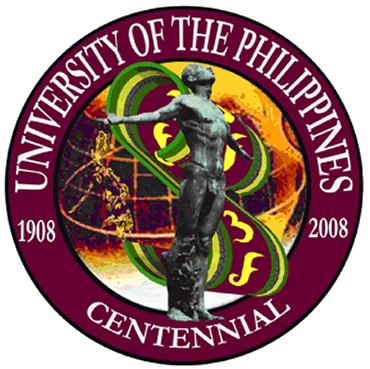 UNIVERSITY OF THE PHILIPPINES
1908
2008
CENTENNIAL